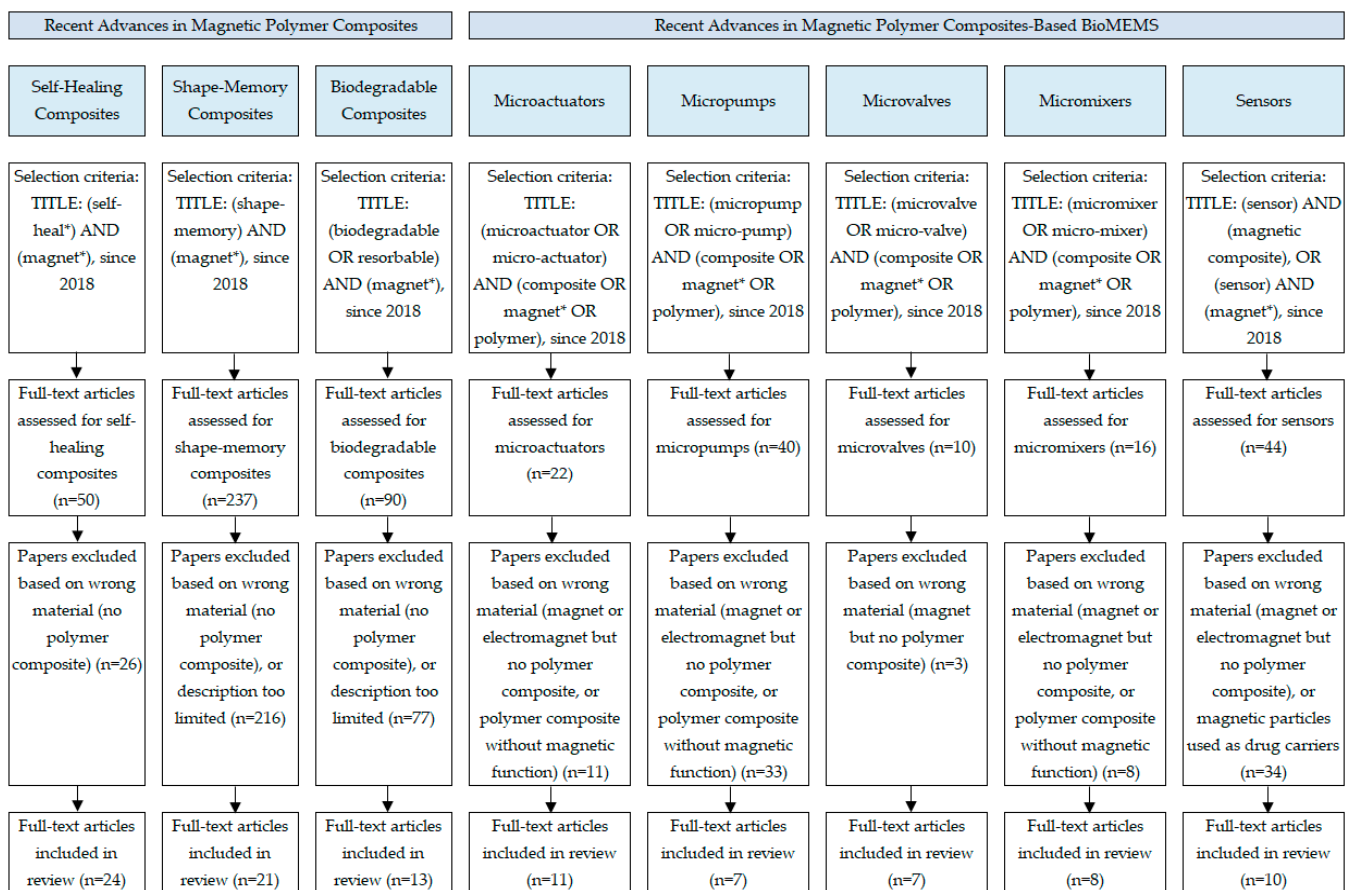 Recent Advances in Magnetic Polymer Composites
Recent Advances in Magnetic Polymer Composites-Based BioMEMS
Self-Healing
Composites
Shape-Memory
Composites
Biodegradable
Composites
Microactuators
Micropumps
Microvalves
Micromixers
Sensors
Selection criteria:
TITLE: (self-
heal*) AND
(magnet*), since
2018
Selection criteria:
TITLE: (shape-
memory) AND
(magnet*), since
2018
Selection criteria:
TITLE:
(biodegradable
OR resorbable)
AND (magnet*),
since 2018
Selection criteria:
TITLE:
(microactuator OR
micro-actuator)
AND (composite OR
magnet* OR
polymer), since 2018
Selection criteria:
TITLE: (micropump
OR micro-pump)
AND (composite OR
magnet* OR
polymer), since 2018
Selection criteria:
TITLE: (microvalve
OR micro-valve)
AND (composite OR
magnet* OR
polymer), since 2018
Selection criteria:
TITLE: (micromixer
OR micro-mixer)
AND (composite OR
magnet* OR
polymer), since 2018
Selection criteria:
TITLE: (sensor) AND
(magnetic
composite), OR
(sensor) AND
(magnet*), since
2018
Full-text articles
assessed for self-
healing
composites
(n=50)
Full-text articles
assessed for
shape-memory
composites
(n=237)
Full-text articles
assessed for
biodegradable
composites
(n=90)
Full-text articles
assessed for
microactuators
(n=22)
Full-text articles
assessed for
micropumps (n=40)
Full-text articles
assessed for
microvalves (n=10)
Full-text articles
assessed for
micromixers (n=16)
Full-text articles
assessed for sensors
(n=44)
Papers excluded
based on wrong
material (no
polymer
composite) (n=26)
Papers excluded
based on wrong
material (no
polymer
composite), or
description too
limited (n=216)
Papers excluded
based on wrong
material (no
polymer
composite), or
description too
limited (n=77)
Papers excluded
based on wrong
material (magnet or
electromagnet but
no polymer
composite, or
polymer composite
without magnetic
function) (n=11)
Papers excluded
based on wrong
material (magnet or
electromagnet but
no polymer
composite, or
polymer composite
without magnetic
function) (n=33)
Papers excluded
based on wrong
material (magnet
but no polymer
composite) (n=3)
Papers excluded
based on wrong
material (magnet or
electromagnet but
no polymer
composite, or
polymer composite
without magnetic
function) (n=8)
Papers excluded
based on wrong
material (magnet or
electromagnet but
no polymer
composite), or
magnetic particles
used as drug carriers
(n=34)
Full-text articles
included in
review (n=24)
Full-text articles
included in
review (n=21)
Full-text articles
included in
review (n=13)
Full-text articles
included in review
(n=11)
Full-text articles
included in review
(n=7)
Full-text articles
included in review
(n=7)
Full-text articles
included in review
(n=8)
Full-text articles
included in review
(n=10)